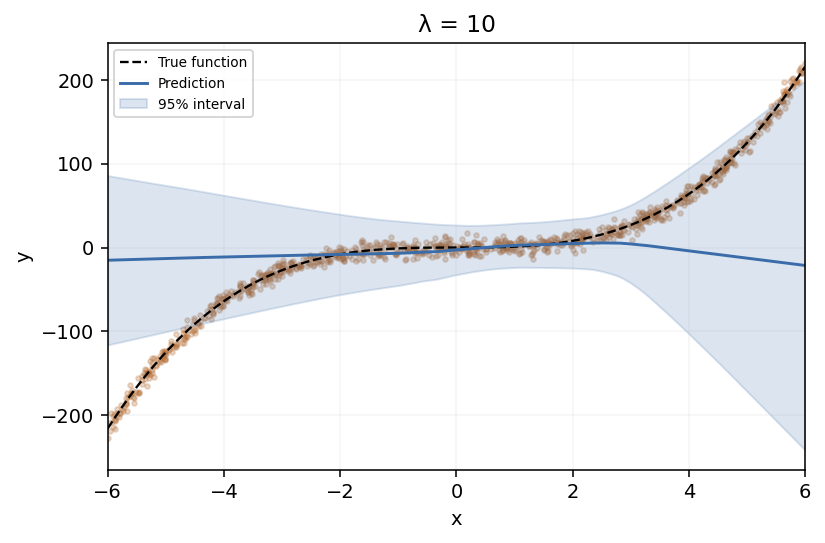 λ = 10
True function
Prediction
95% interval
200
100
0
−100
−200
y
−6
−4
−2
0
2
4
6
x